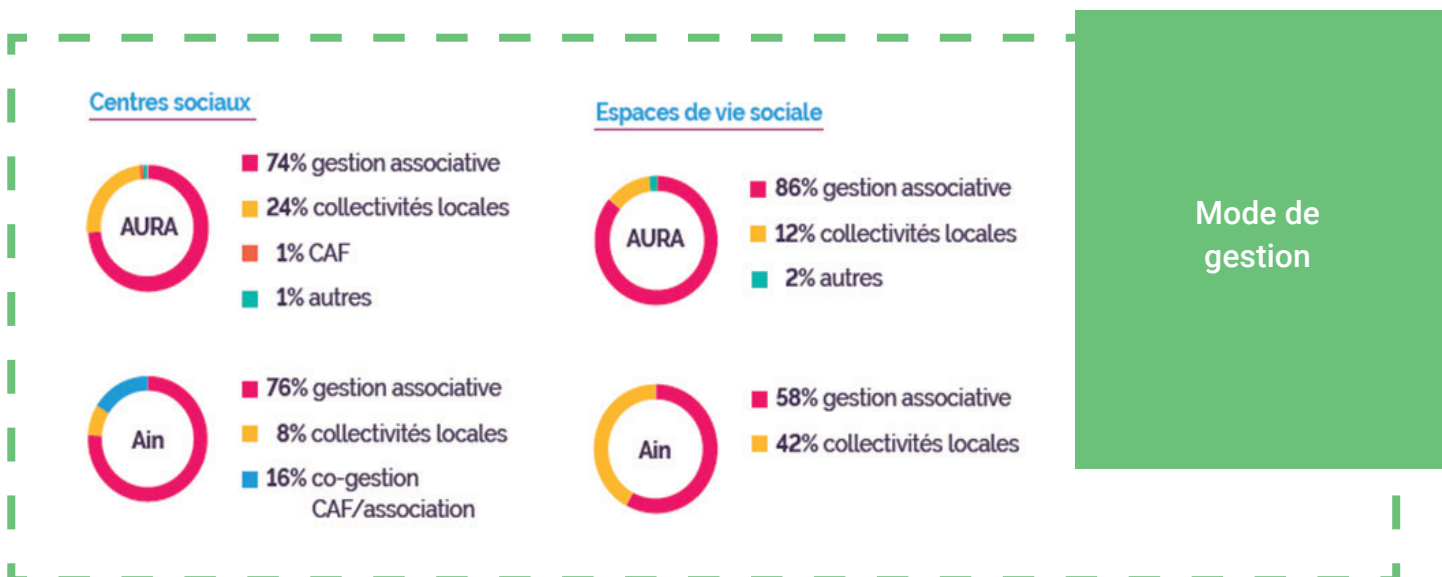 Centres sociaux
AURA
74% gestion associative
24% collectivités locales
1% CAF
1% autres
Ain
76% gestion associative
8% collectivités locales
16% co-gestion
CAF/association
Espaces de vie sociale
AURA
86% gestion associative
12% collectivités locales
2% autres
Ain
58% gestion associative
42% collectivités locales
Mode de
gestion